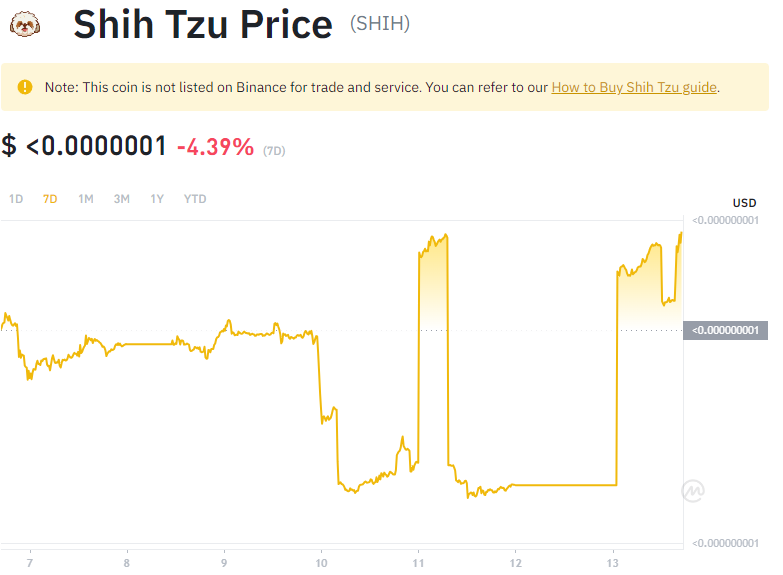 Shih Tzu Price (SHIH)
Note: This coin is not listed on Binance for trade and service. You can refer to our How to Buy Shih Tzu guide.
$ <0.0000001 -4.39% (7D)
1D 7D 1M 3M 1Y YTD
USD
<0.000000001
<0.000000001
<0.000000001
7 8 9 10 11 12 13